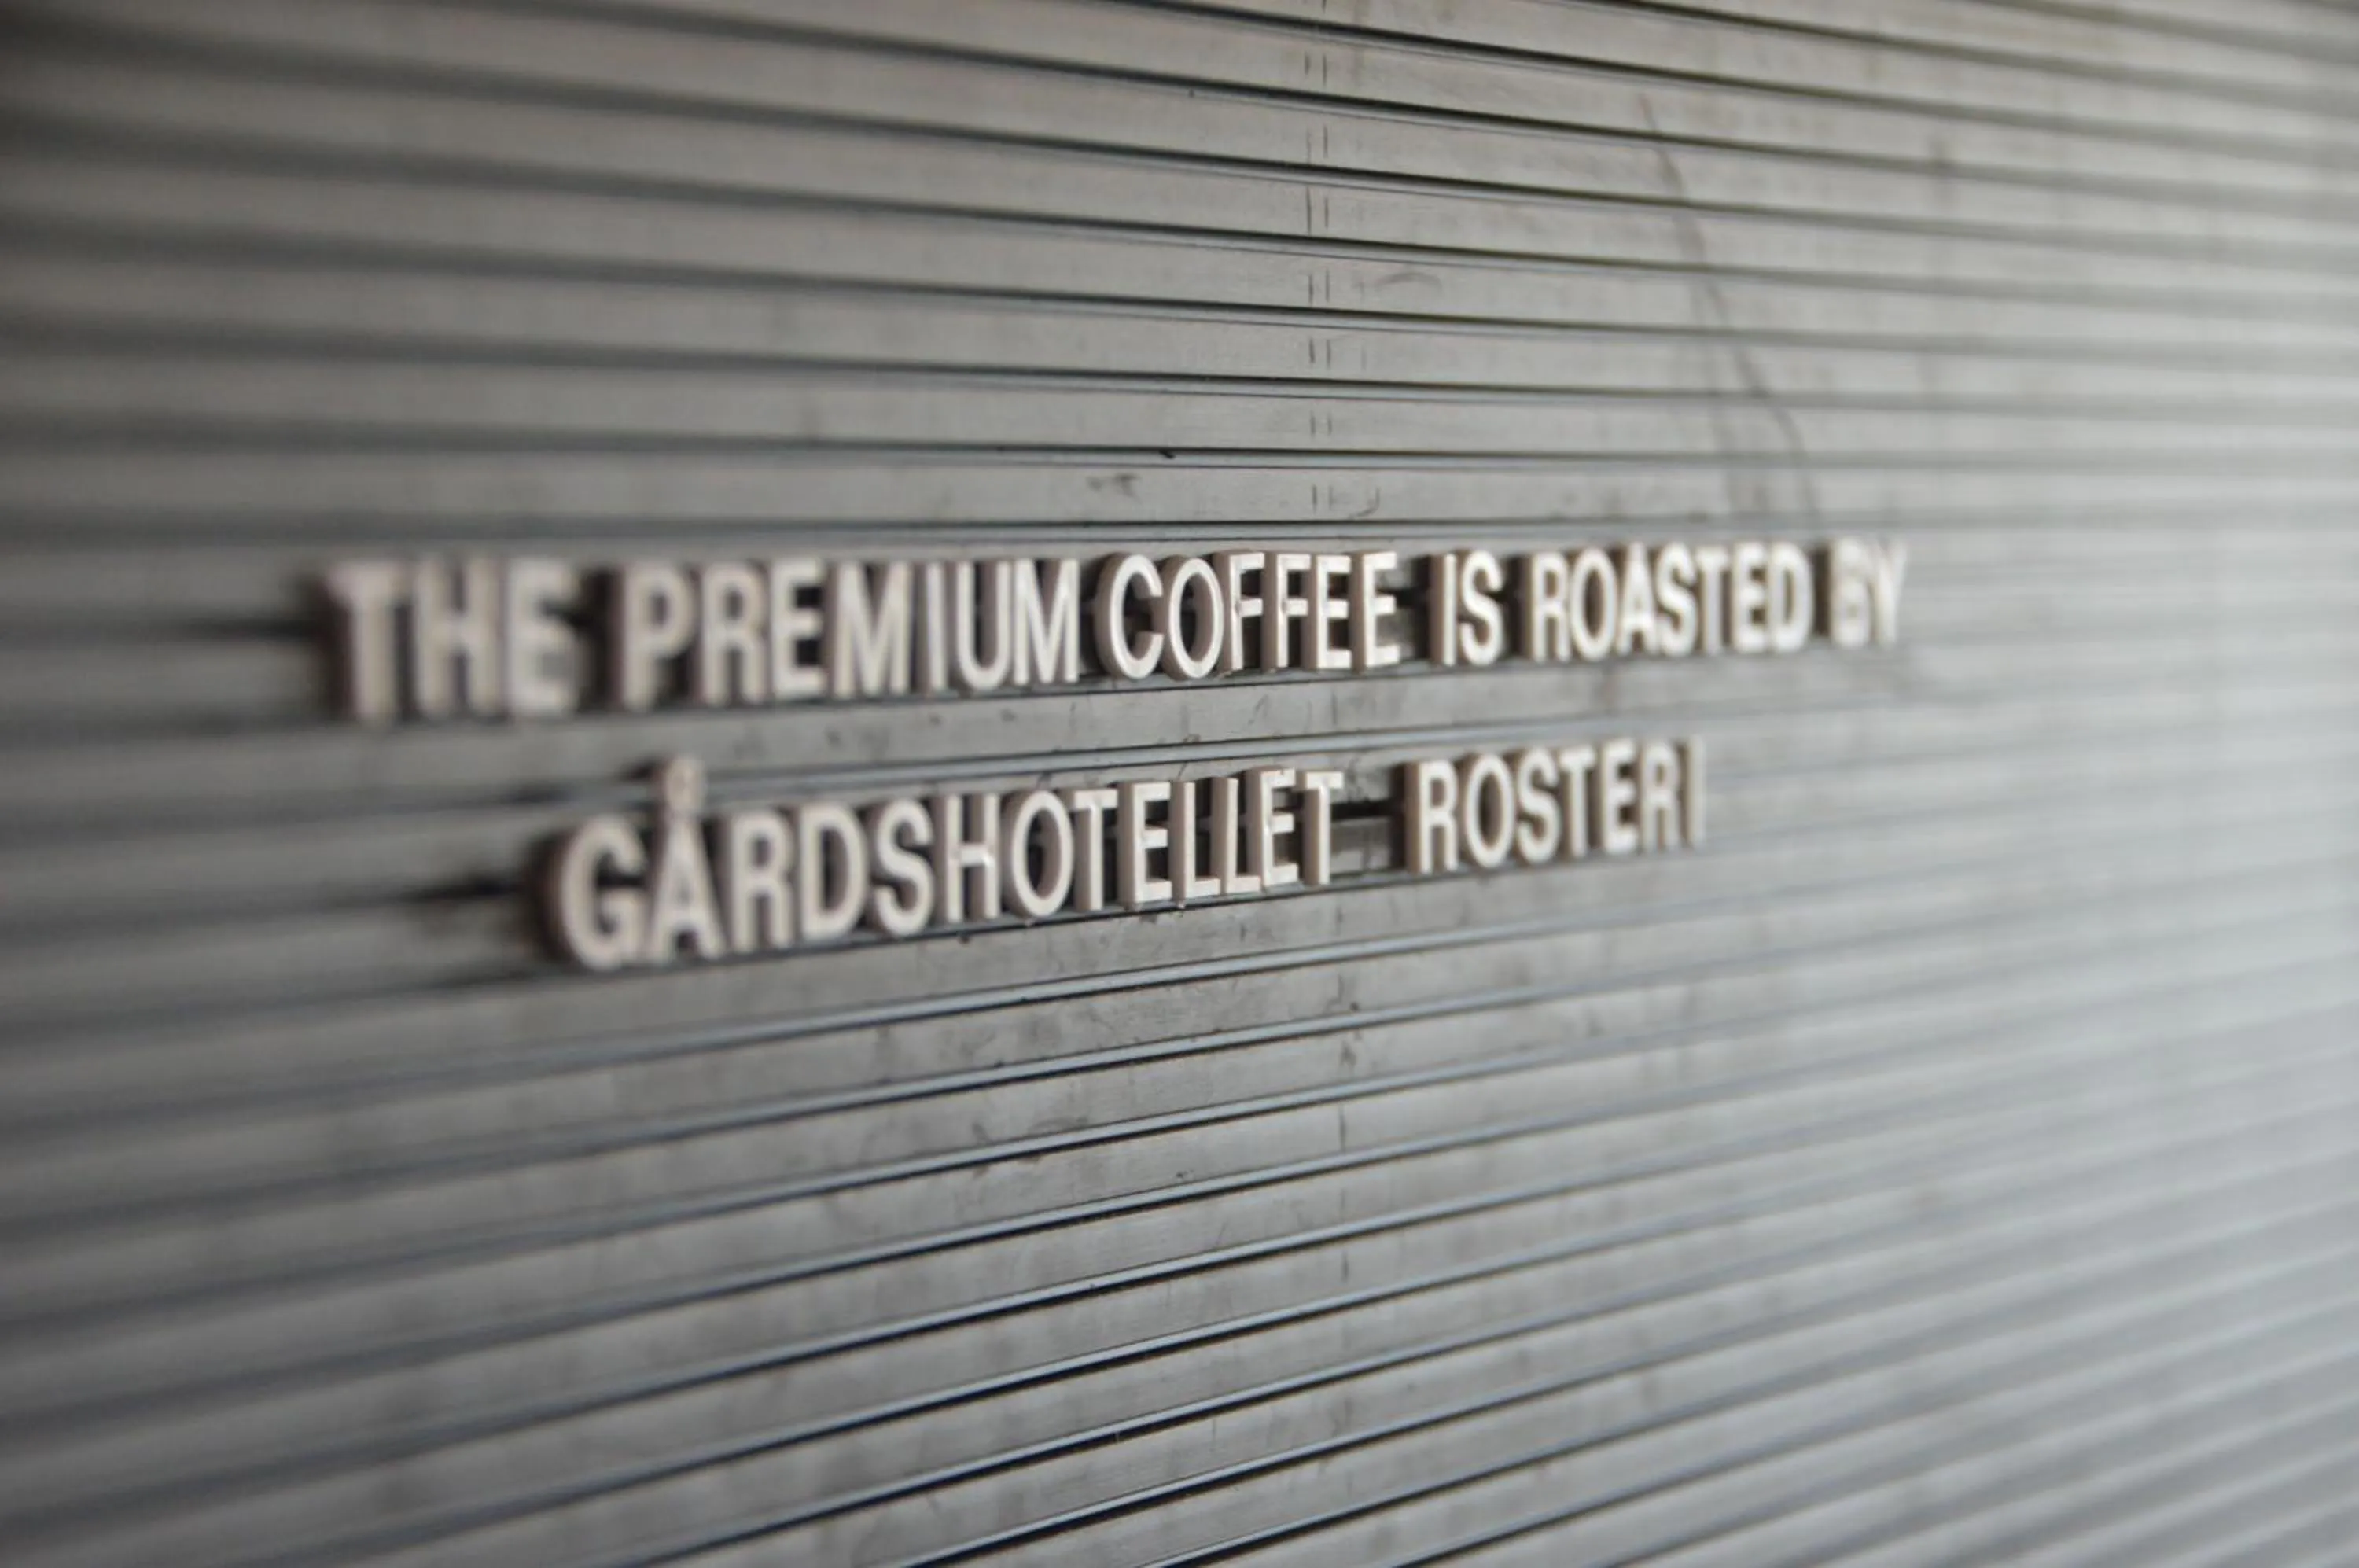 THE PREMIUM COFFEE IS ROASTED BY
GÅRDSHOTELLET ROSTERI